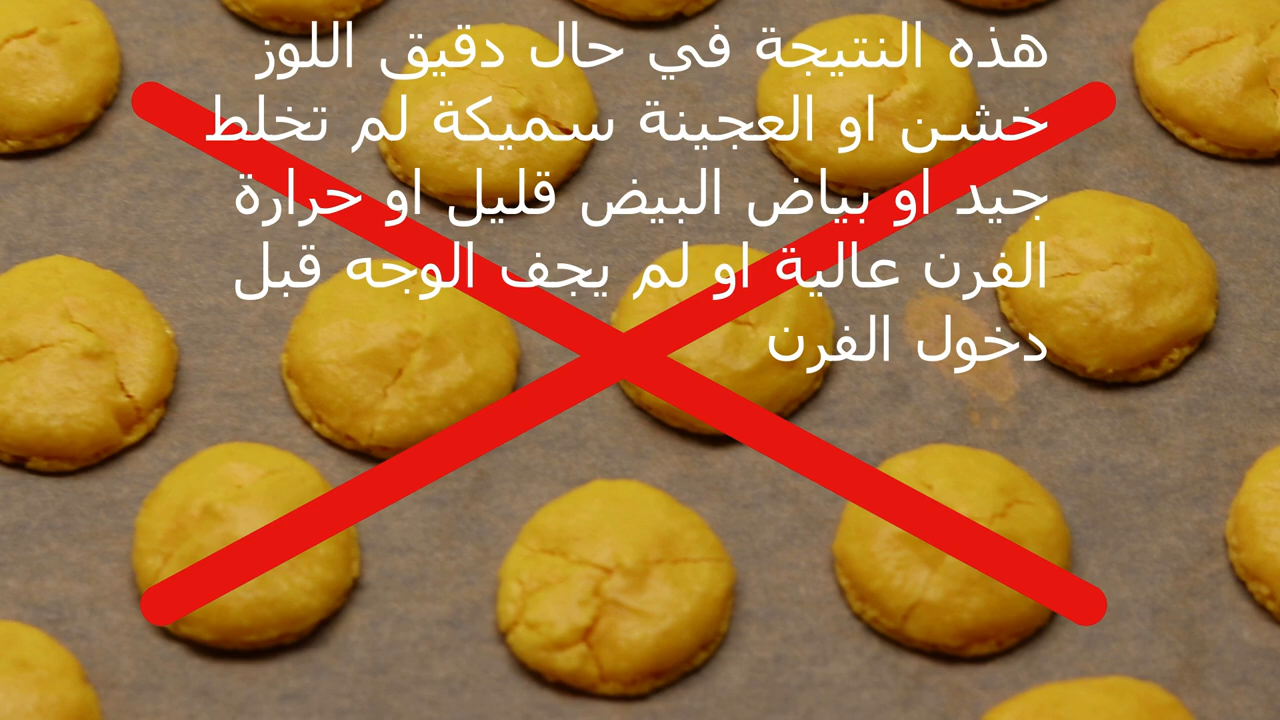 هذه النتيجة في حال دقيق اللوز
خشن او العجينة سميكة لم تخلط
جيد او بياض البيض قليل او حرارة
الفرن عالية او لم يجف الوجه قبل
دخول الفرن